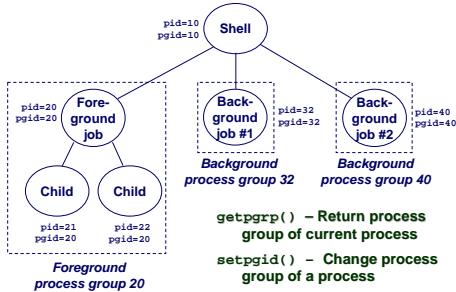 pid=10
pgid=10
Shell
pid=20
pgid=20
Fore-
ground
job
Back-
ground
job #1
pid=32
pgid=32
Back-
ground
job #2
pid=40
pgid=40
Background
process group 32
Background
process group 40
Child
Child
pid=21
pgid=20
pid=22
pgid=20
Foreground
process group 20
getpgrp() – Return process
group of current process
setpgid() – Change process
group of a process